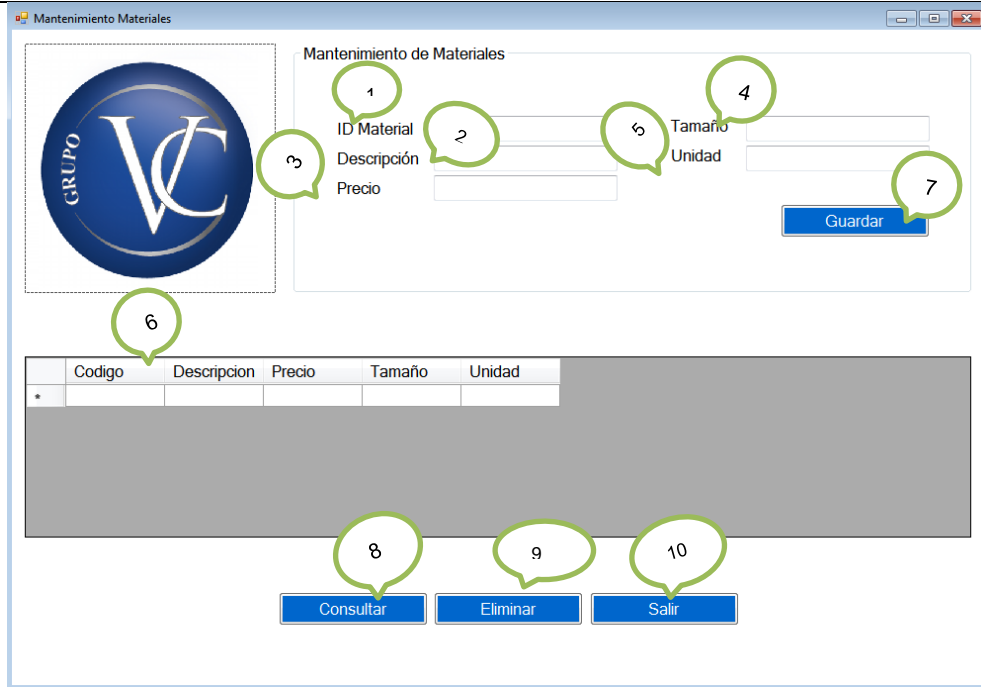 Mantenimiento Materiales
GRUPO
VC
Mantenimiento de Materiales
1
ID Material
2
3
Descripción
Precio
4
5
Tamaño
Unidad
7
Guardar
6
Codigo Descripcion Precio Tamaño Unidad
*
8
9
10
Consultar Eliminar Salir